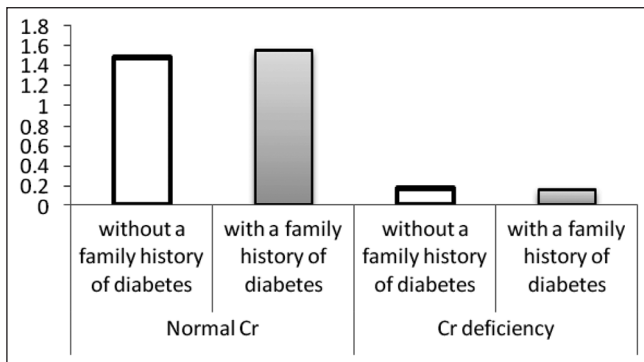 1.8
1.6
1.4
1.2
1
0.8
0.6
0.4
0.2
0
without a
family history
of diabetes
with a family
history of
diabetes
without a
family history
of diabetes
with a family
history of
diabetes
Normal Cr
Cr deficiency